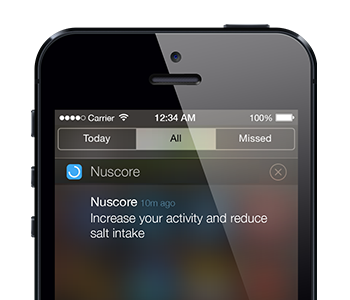 Carrier 12:34 AM 100%
Today All Missed
Nuscore
Nuscore 10m ago
Increase your activity and reduce
salt intake